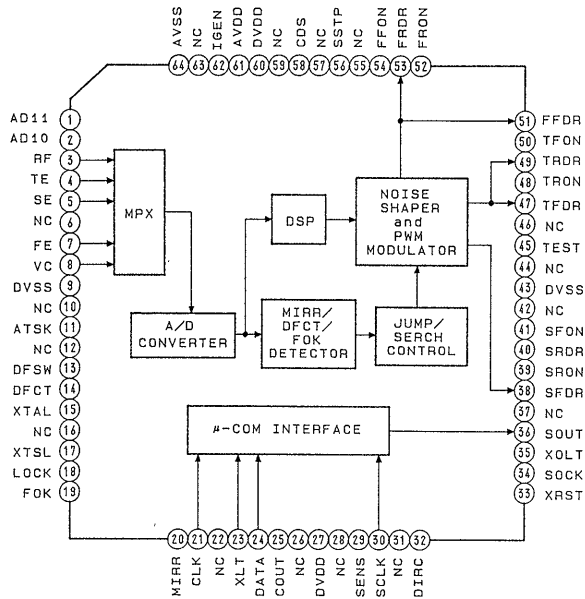 AVSS
NC
IGEN
AVDD
DVDD
NC
CDS
NC
SSTP
NC
FFON
FRDR
FRON
64 63 62 61 60 59 58 57 56 55 54 53 52
AD11 1
AD10 2
RF 3
TE 4
SE 5
NC 6
FE 7
VC 8
DVSS 9
NC 10
ATSK 11
NC 12
DFSW 13
DFCT 14
XTAL 15
NC 16
XTSL 17
LOCK 18
FOK 19
MPX
DSP
NOISE
SHAPER
and
PWM
MODULATOR
A/D
CONVERTER
MIRR/
DFCT/
FOK
DETECTOR
JUMP/
SERCH
CONTROL
μ-COM INTERFACE
51 FFDR
50 TFON
49 TRDR
48 TRON
47 TFDR
46 NC
45 TEST
44 NC
43 DVSS
42 NC
41 SFON
40 SRDR
39 SRON
38 SFDR
37 NC
36 SOUT
35 XOLT
34 SOCK
33 XRST
20 21 22 23 24 25 26 27 28 29 30 31 32
MIRR
CLK
NC
XLT
DATA
COUT
NC
DVDD
NC
SENS
SCLK
NC
DIRC